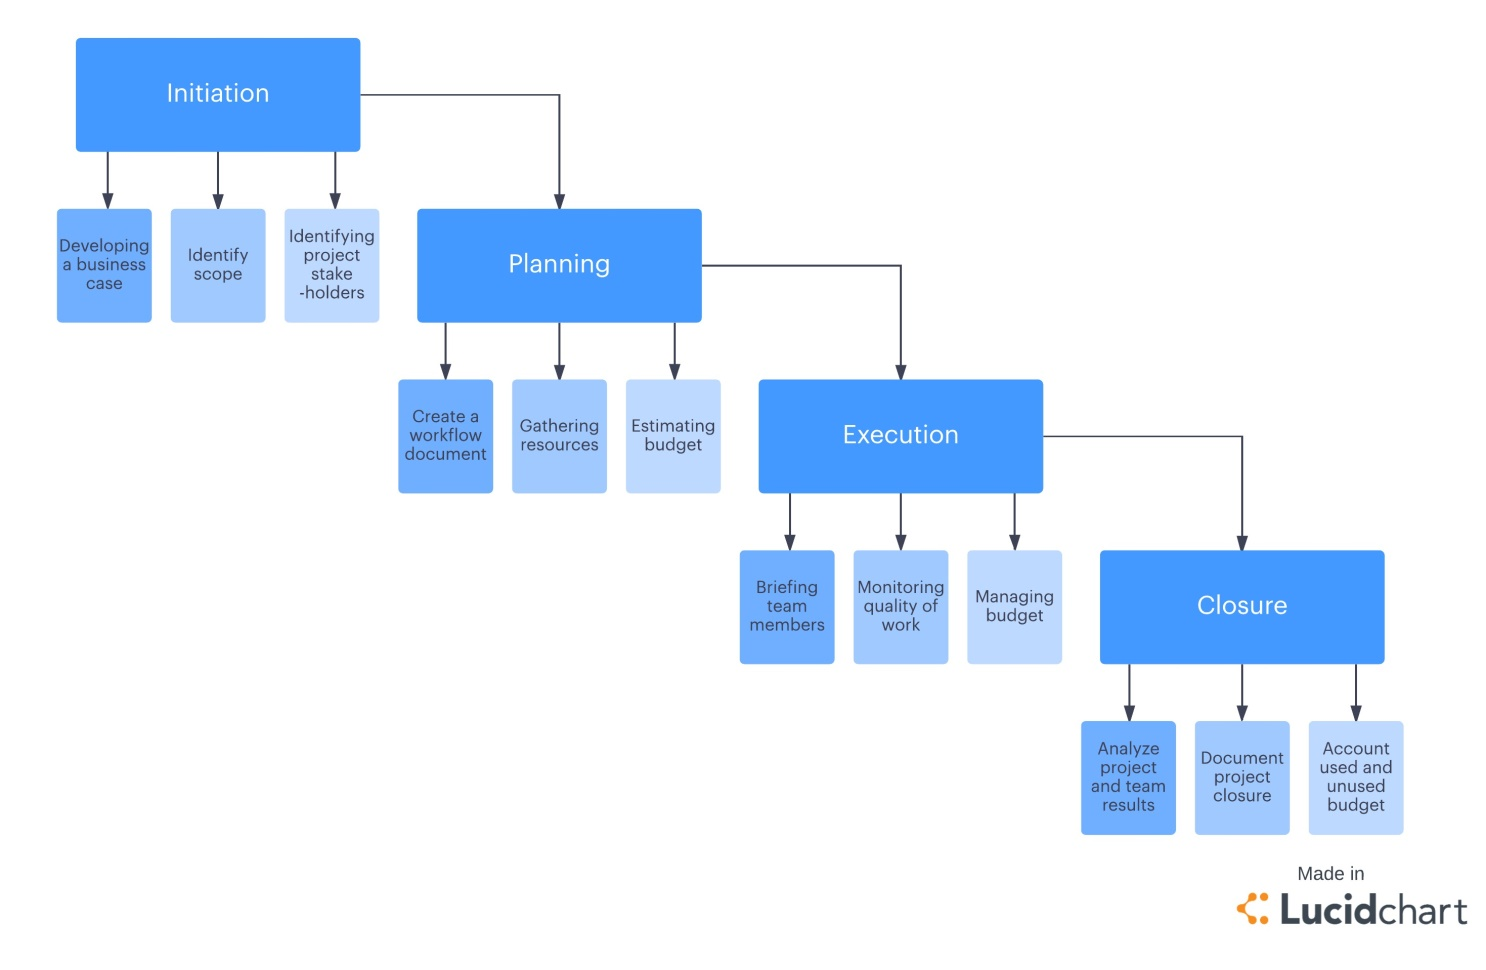 Initiation
Developing
a business
case
Identify
scope
Identifying
project
stake
-holders
Planning
Create a
workflow
document
Gathering
resources
Estimating
budget
Execution
Briefing
team
members
Monitoring
quality of
work
Managing
budget
Closure
Analyze
project
and team
results
Document
project
closure
Account
used and
unused
budget
Made in
Lucidchart